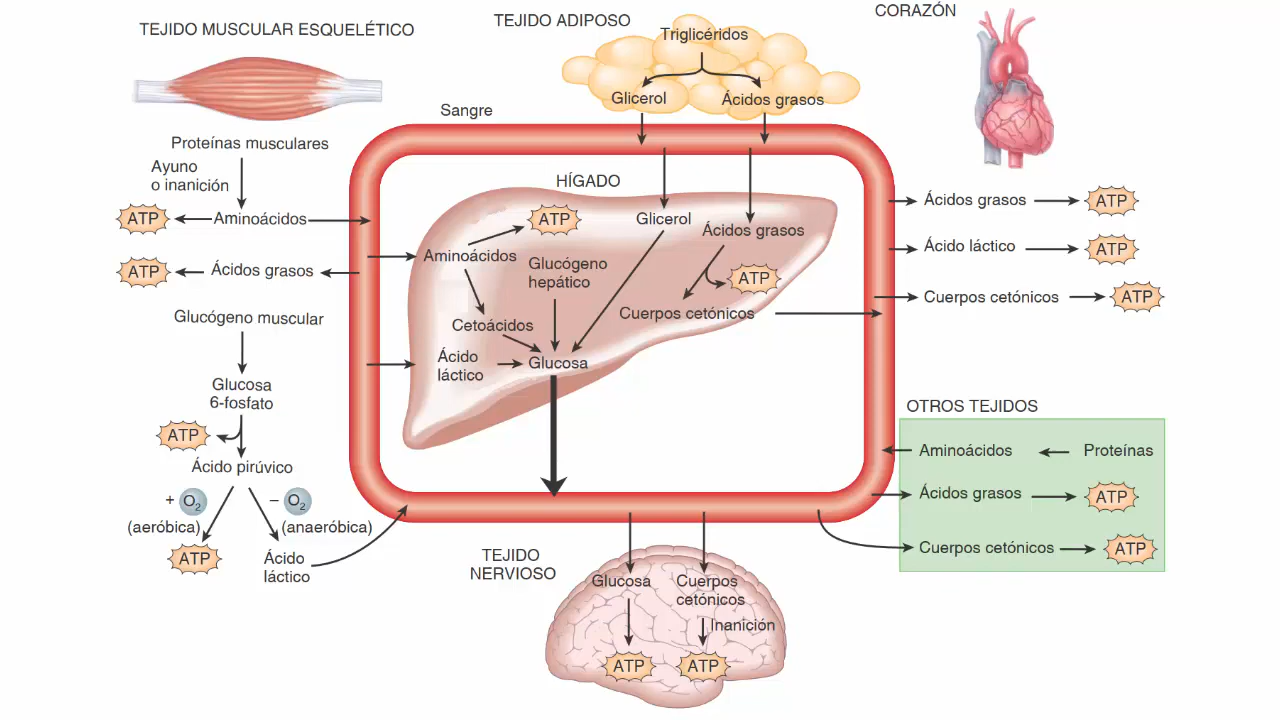 TEJIDO MUSCULAR ESQUELÉTICO
Proteínas musculares
Ayuno
o inanición
ATP
Aminoácidos
ATP
Ácidos grasos
Glucógeno muscular
Glucosa
6-fosfato
ATP
Ácido pirúvico
+ O2
(aeróbica)
− O2
(anaeróbica)
ATP
Ácido
láctico
TEJIDO ADIPOSO
Triglicéridos
Glicerol
Ácidos grasos
Sangre
HÍGADO
ATP
Aminoácidos
Glicerol
Ácidos grasos
Glucógeno
hepático
ATP
Cetoácidos
Cuerpos cetónicos
Ácido
láctico
Glucosa
CORAZÓN
Ácidos grasos
ATP
Ácido láctico
ATP
Cuerpos cetónicos
ATP
OTROS TEJIDOS
Aminoácidos
Proteínas
Ácidos grasos
ATP
Cuerpos cetónicos
ATP
TEJIDO
NERVIOSO
Glucosa
Cuerpos
cetónicos
Inanición
ATP
ATP